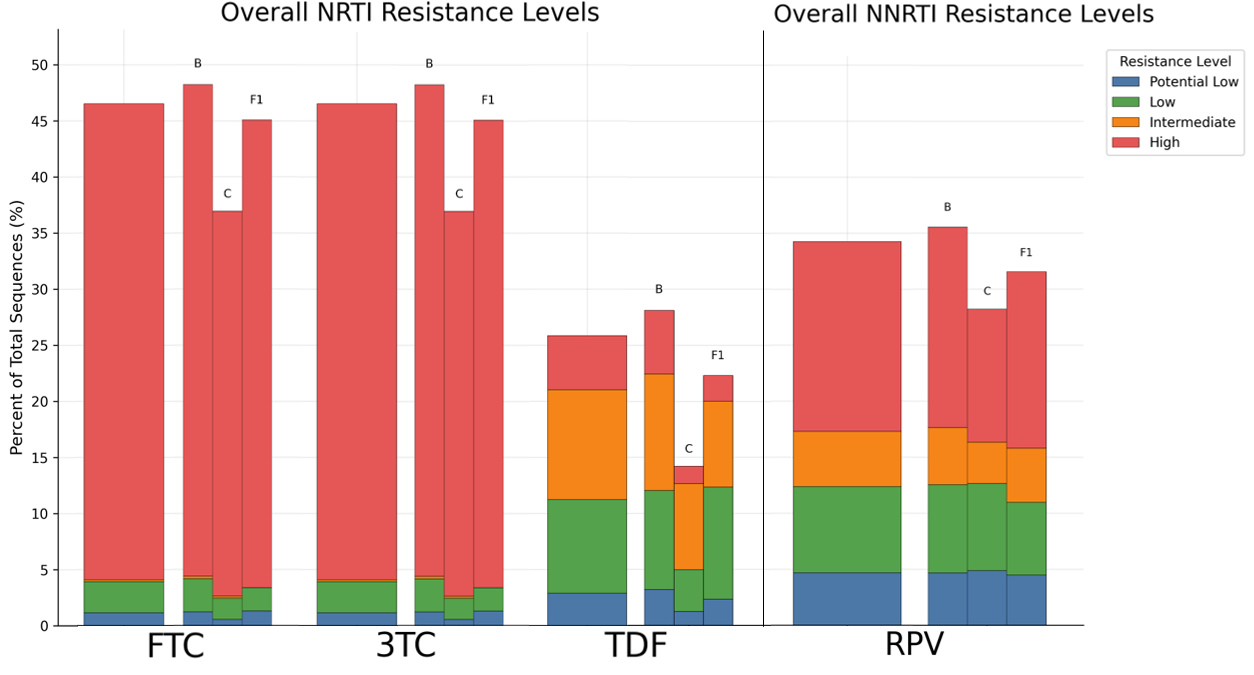 Overall NRTI Resistance Levels
Overall NNRTI Resistance Levels
Percent of Total Sequences (%)
50
45
40
35
30
25
20
15
10
5
0
B
C
F1
B
C
F1
B
C
F1
B
C
F1
FTC
3TC
TDF
RPV
Resistance Level
Potential Low
Low
Intermediate
High